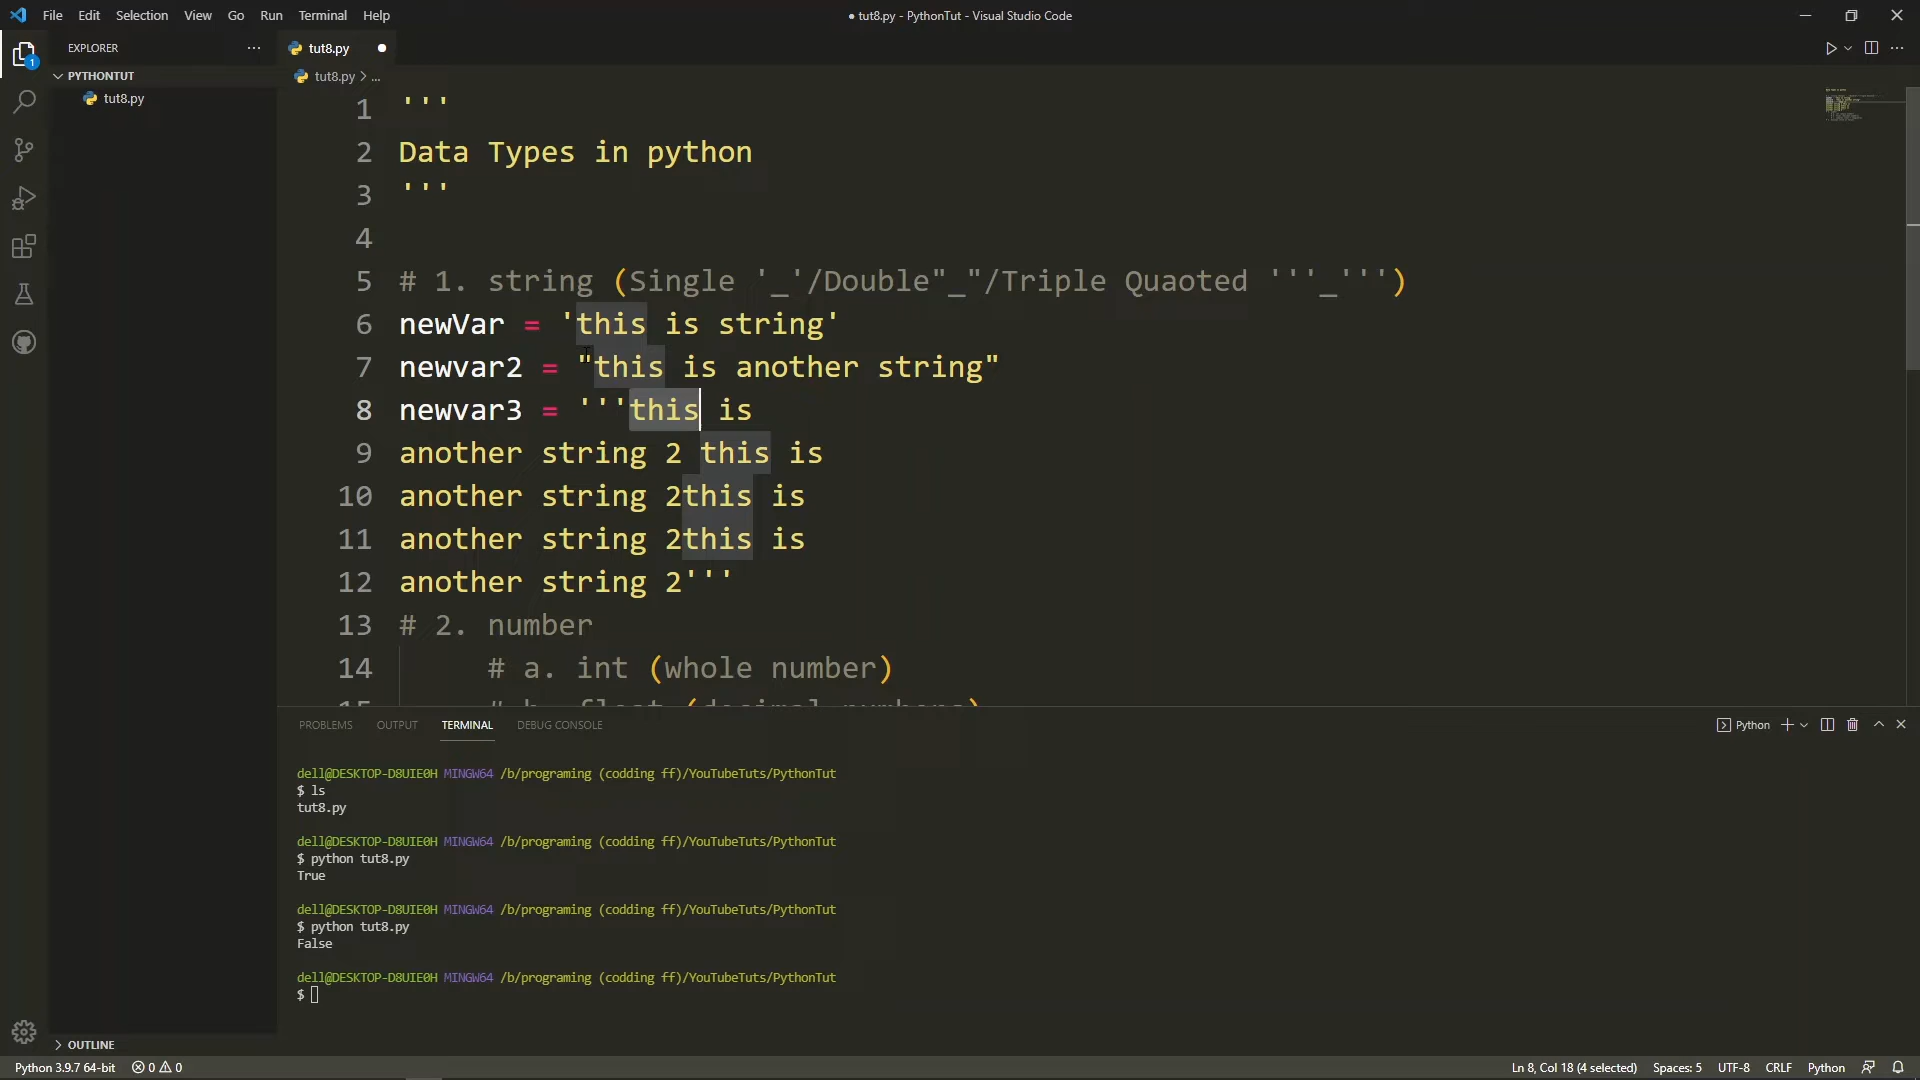 File Edit Selection View Go Run Terminal Help
● tut8.py - PythonTut - Visual Studio Code
EXPLORER
PYTHONTUT
tut8.py
OUTLINE
1
tut8.py
tut8.py > ...
1 '''
2 Data Types in python
3 '''
4
5 # 1. string (Single '_'/Double"_"/Triple Quaoted '''_''')
6 newVar = 'this is string'
7 newvar2 = "this is another string"
8 newvar3 = '''this is
9 another string 2 this is
10 another string 2this is
11 another string 2this is
12 another string 2'''
13 # 2. number
14 # a. int (whole number)
15 # b. float (decimal numbers)
PROBLEMS OUTPUT TERMINAL DEBUG CONSOLE
Python
dell@DESKTOP-D8UIE0H MINGW64 /b/programing (codding ff)/YouTubeTuts/PythonTut
$ ls
tut8.py
dell@DESKTOP-D8UIE0H MINGW64 /b/programing (codding ff)/YouTubeTuts/PythonTut
$ python tut8.py
True
dell@DESKTOP-D8UIE0H MINGW64 /b/programing (codding ff)/YouTubeTuts/PythonTut
$ python tut8.py
False
dell@DESKTOP-D8UIE0H MINGW64 /b/programing (codding ff)/YouTubeTuts/PythonTut
$
Python 3.9.7 64-bit 0 0
Ln 8, Col 18 (4 selected) Spaces: 5 UTF-8 CRLF Python